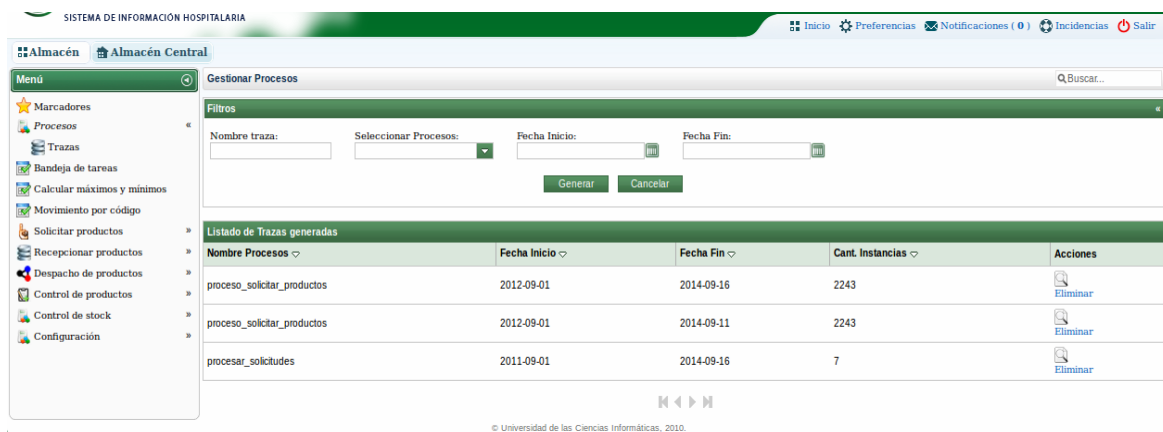 SISTEMA DE INFORMACIÓN HOSPITALARIA
Inicio Preferencias Notificaciones ( 0 ) Incidencias Salir
Almacén Almacén Central
Menú
Marcadores
Procesos «
Trazas
Bandeja de tareas
Calcular máximos y mínimos
Movimiento por código
Solicitar productos »
Recepcionar productos »
Despacho de productos »
Control de productos »
Control de stock »
Configuración »
Gestionar Procesos Buscar...
Filtros «
Nombre traza: Seleccionar Procesos: Fecha Inicio: Fecha Fin:
Generar Cancelar
Listado de Trazas generadas
Nombre Procesos Fecha Inicio Fecha Fin Cant. Instancias Acciones
proceso_solicitar_productos 2012-09-01 2014-09-16 2243 Eliminar
proceso_solicitar_productos 2012-09-01 2014-09-11 2243 Eliminar
procesar_solicitudes 2011-09-01 2014-09-16 7 Eliminar
© Universidad de las Ciencias Informáticas, 2010.